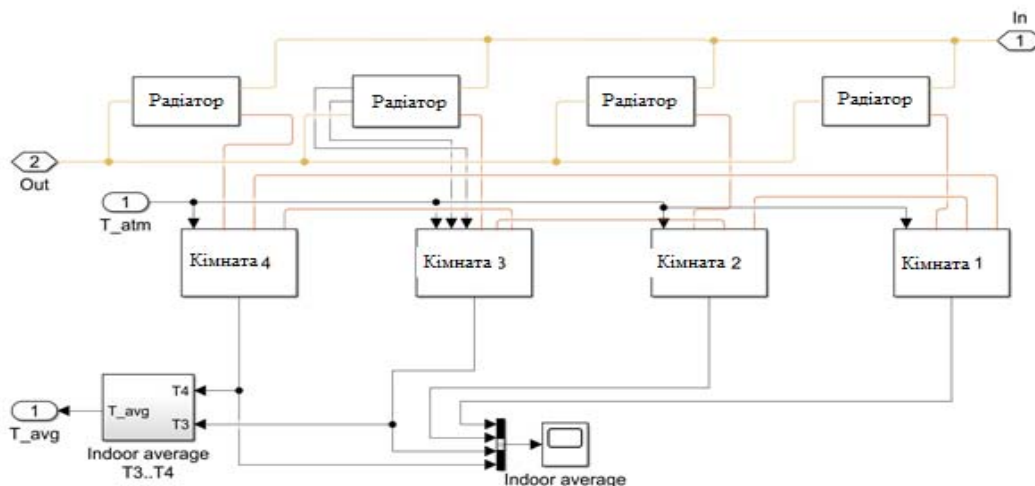 In
1
Радіатор
Радіатор
Радіатор
Радіатор
2
Out
1
T_atm
Кімната 4
Кімната 3
Кімната 2
Кімната 1
T4
T_avg
T3
1
T_avg
Indoor average
T3..T4
Indoor average